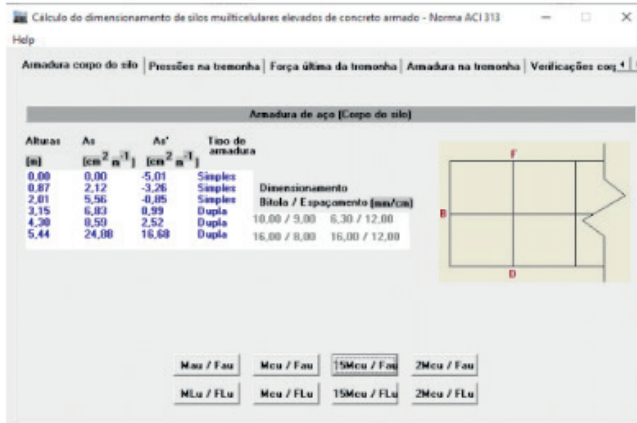 Cálculo do dimensionamento de silos muilticelulares elevados de concreto armado - Norma ACI 313
Help
Armadura corpo do silo Pressões na tremonha Força última da tremonha Armadura na tremonha Verificações corp
Armadura de aço (Corpo do silo)
Alturas As As' Tipo de armadura
(m) (cm² m⁻¹) (cm² m⁻¹)
0,00 0,00 -5,01 Simples
0,87 2,12 -3,26 Simples
2,01 5,56 -0,85 Simples
3,15 6,83 0,99 Dupla
4,30 8,59 2,52 Dupla
5,44 24,88 16,68 Dupla
Dimensionamento
Bitola / Espaçamento (mm/cm)
10,00 / 9,00 6,30 / 12,00
16,00 / 8,00 16,00 / 12,00
F
B
D
Mau / Fau Mcu / Fau 15Mcu / Fau 2Mcu / Fau
MLu / FLu Mcu / FLu 15Mcu / FLu 2Mcu / FLu